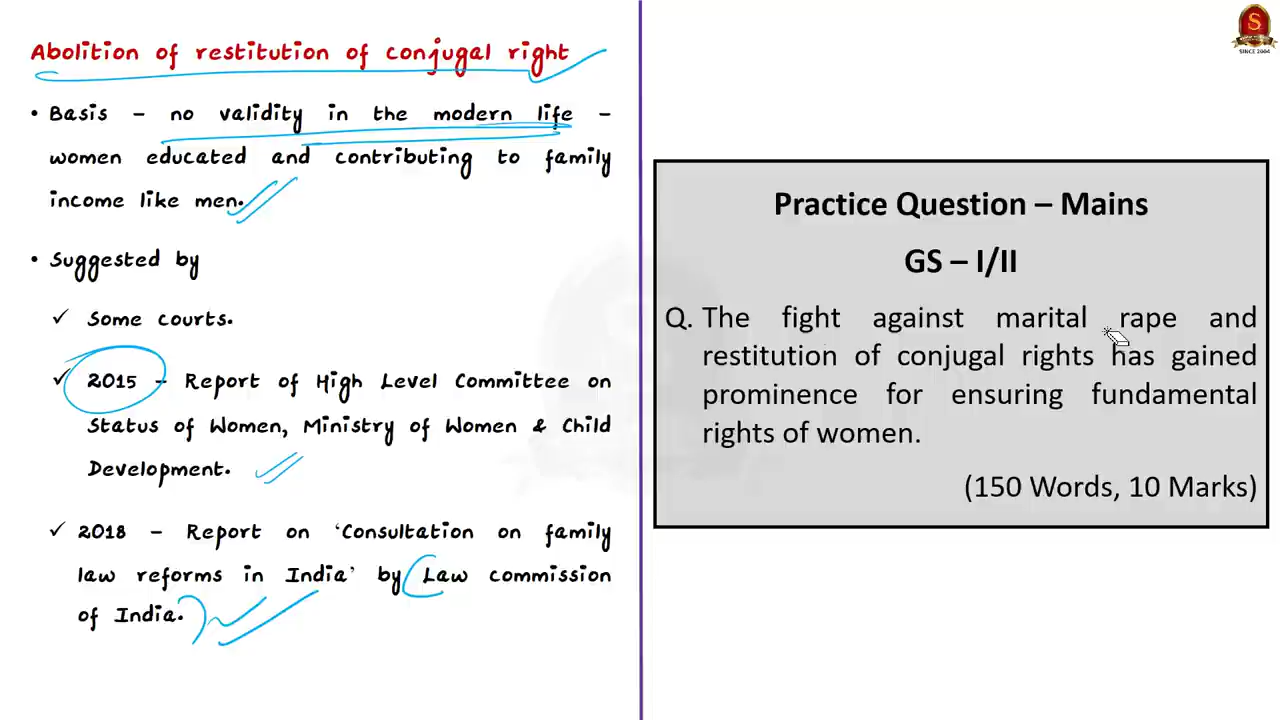 Abolition of restitution of conjugal right
• Basis – no validity in the modern life –
women educated and contributing to family
income like men.
• Suggested by
✓ Some courts.
✓ 2015 – Report of High Level Committee on
Status of Women, Ministry of Women & Child
Development.
✓ 2018 – Report on ‘Consultation on family
law reforms in India’ by Law commission
of India.
S
SINCE 2004
Practice Question – Mains
GS – I/II
Q. The fight against marital rape and
restitution of conjugal rights has gained
prominence for ensuring fundamental
rights of women.
(150 Words, 10 Marks)